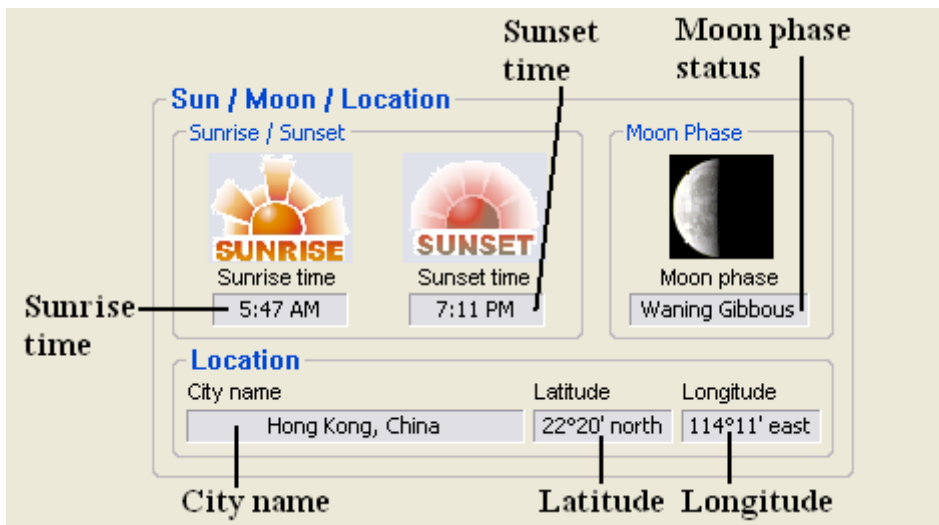 Sunset time
Moon phase status
Sun / Moon / Location
Sunrise / Sunset
Moon Phase
SUNRISE
SUNSET
Sunrise time
Sunset time
Moon phase
Sunrise time
5:47 AM
7:11 PM
Waning Gibbous
Location
City name
Latitude
Longitude
Hong Kong, China
22°20' north
114°11' east
City name
Latitude
Longitude